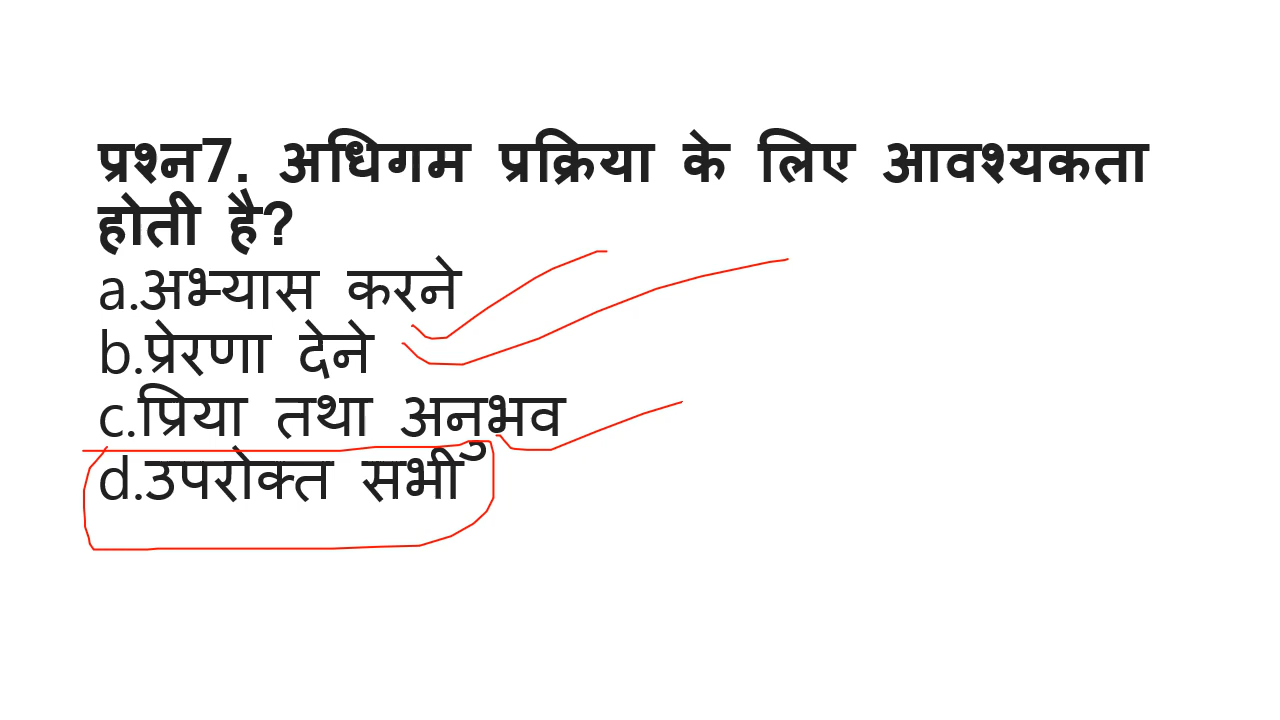 प्रश्न7. अधिगम प्रक्रिया के लिए आवश्यकता
होती है?
a.अभ्यास करने
b.प्रेरणा देने
c.प्रिया तथा अनुभव
d.उपरोक्त सभी